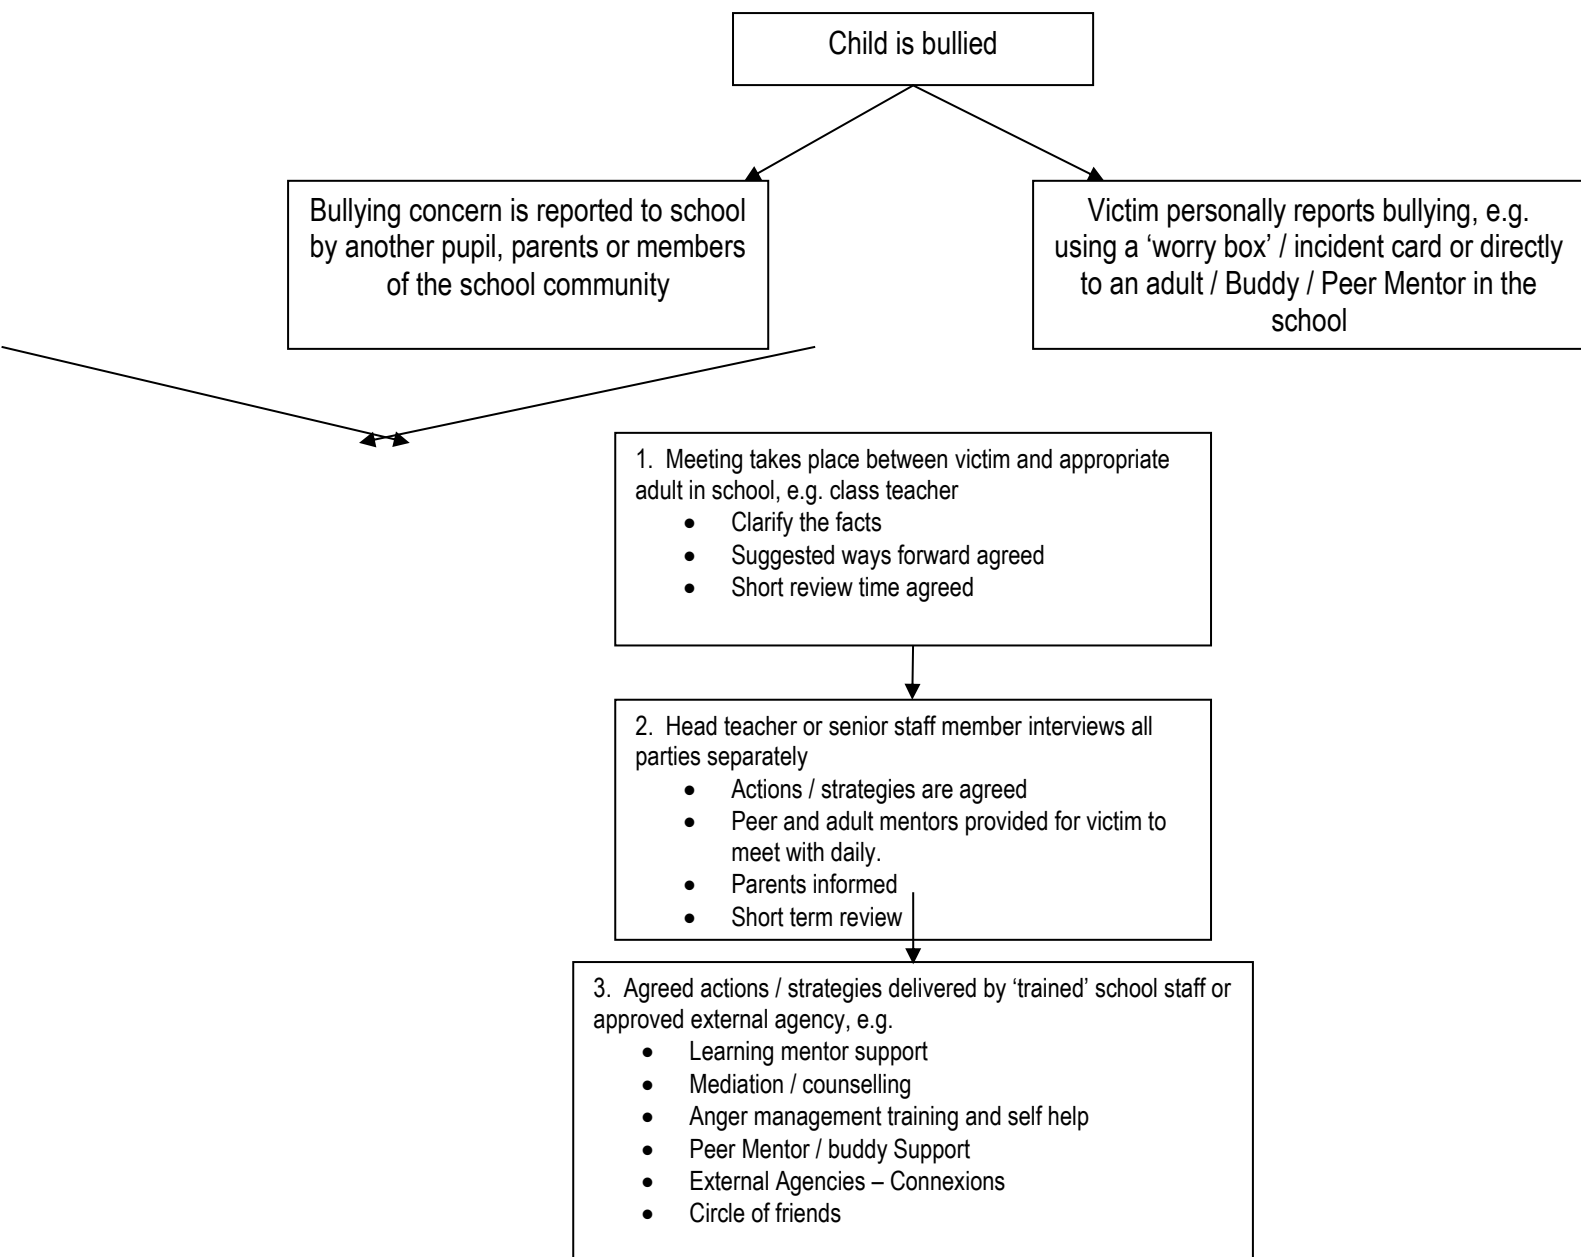 Child is bullied
Bullying concern is reported to school
by another pupil, parents or members
of the school community
Victim personally reports bullying, e.g.
using a ‘worry box’ / incident card or directly
to an adult / Buddy / Peer Mentor in the
school
1.  Meeting takes place between victim and appropriate
adult in school, e.g. class teacher
• Clarify the facts
• Suggested ways forward agreed
• Short review time agreed
2.  Head teacher or senior staff member interviews all
parties separately
• Actions / strategies are agreed
• Peer and adult mentors provided for victim to
meet with daily.
• Parents informed
• Short term review
3.  Agreed actions / strategies delivered by ‘trained’ school staff or
approved external agency, e.g.
• Learning mentor support
• Mediation / counselling
• Anger management training and self help
• Peer Mentor / buddy Support
• External Agencies – Connexions
• Circle of friends